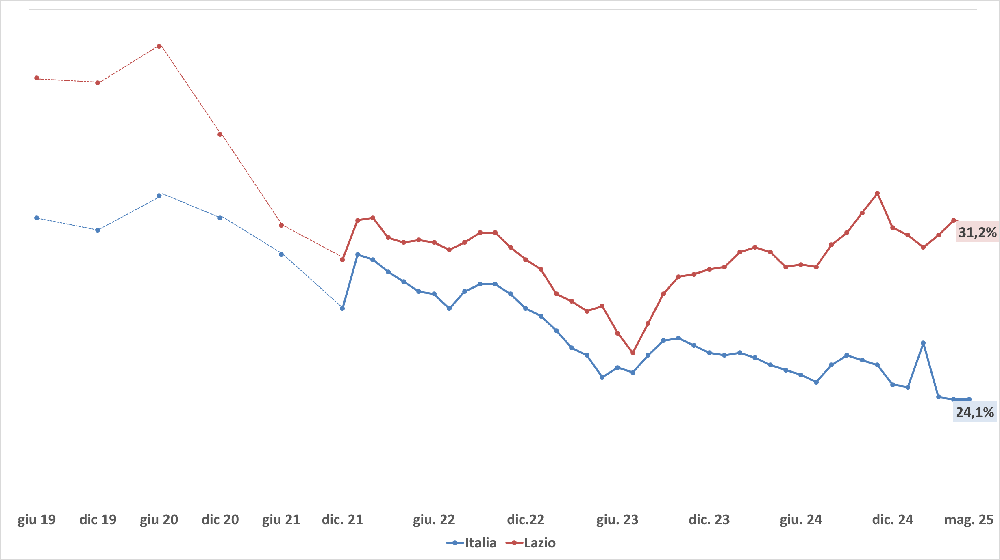 31,2%
24,1%
giu 19 dic 19 giu 20 dic 20 giu 21 dic. 21 giu. 22 dic.22 giu. 23 dic. 23 giu. 24 dic. 24 mag. 25
Italia Lazio